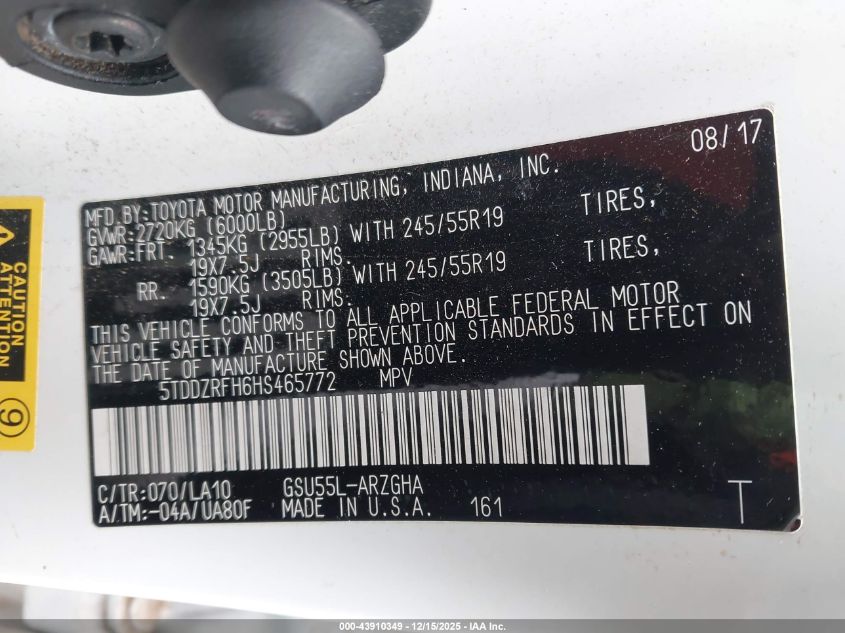 08/17
MFD.BY:TOYOTA MOTOR MANUFACTURING, INDIANA, INC.
GVWR:2720KG (6000LB)
GAWR:FRT. 1345KG (2955LB) WITH 245/55R19 TIRES,
19X7.5J RIMS.
RR. 1590KG (3505LB) WITH 245/55R19 TIRES,
19X7.5J RIMS.
THIS VEHICLE CONFORMS TO ALL APPLICABLE FEDERAL MOTOR
VEHICLE SAFETY AND THEFT PREVENTION STANDARDS IN EFFECT ON
THE DATE OF MANUFACTURE SHOWN ABOVE.
5TDDZRFH6HS465772 MPV
C/TR:070/LA10 GSU55L-ARZGHA
A/TM:-04A/UA80F MADE IN U.S.A. 161
T
CAUTION
9
000-43910349 - 12/15/2025 - IAA Inc.